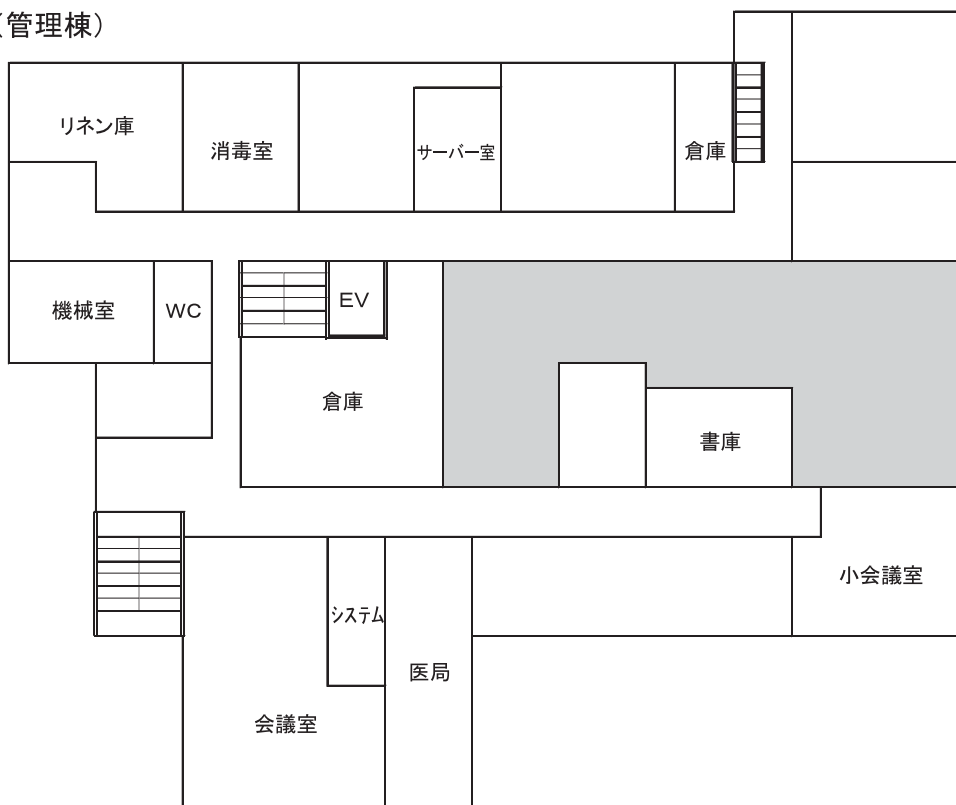 （管理棟）
リネン庫
消毒室
サーバー室
倉庫
機械室
WC
EV
倉庫
書庫
小会議室
システム
医局
会議室